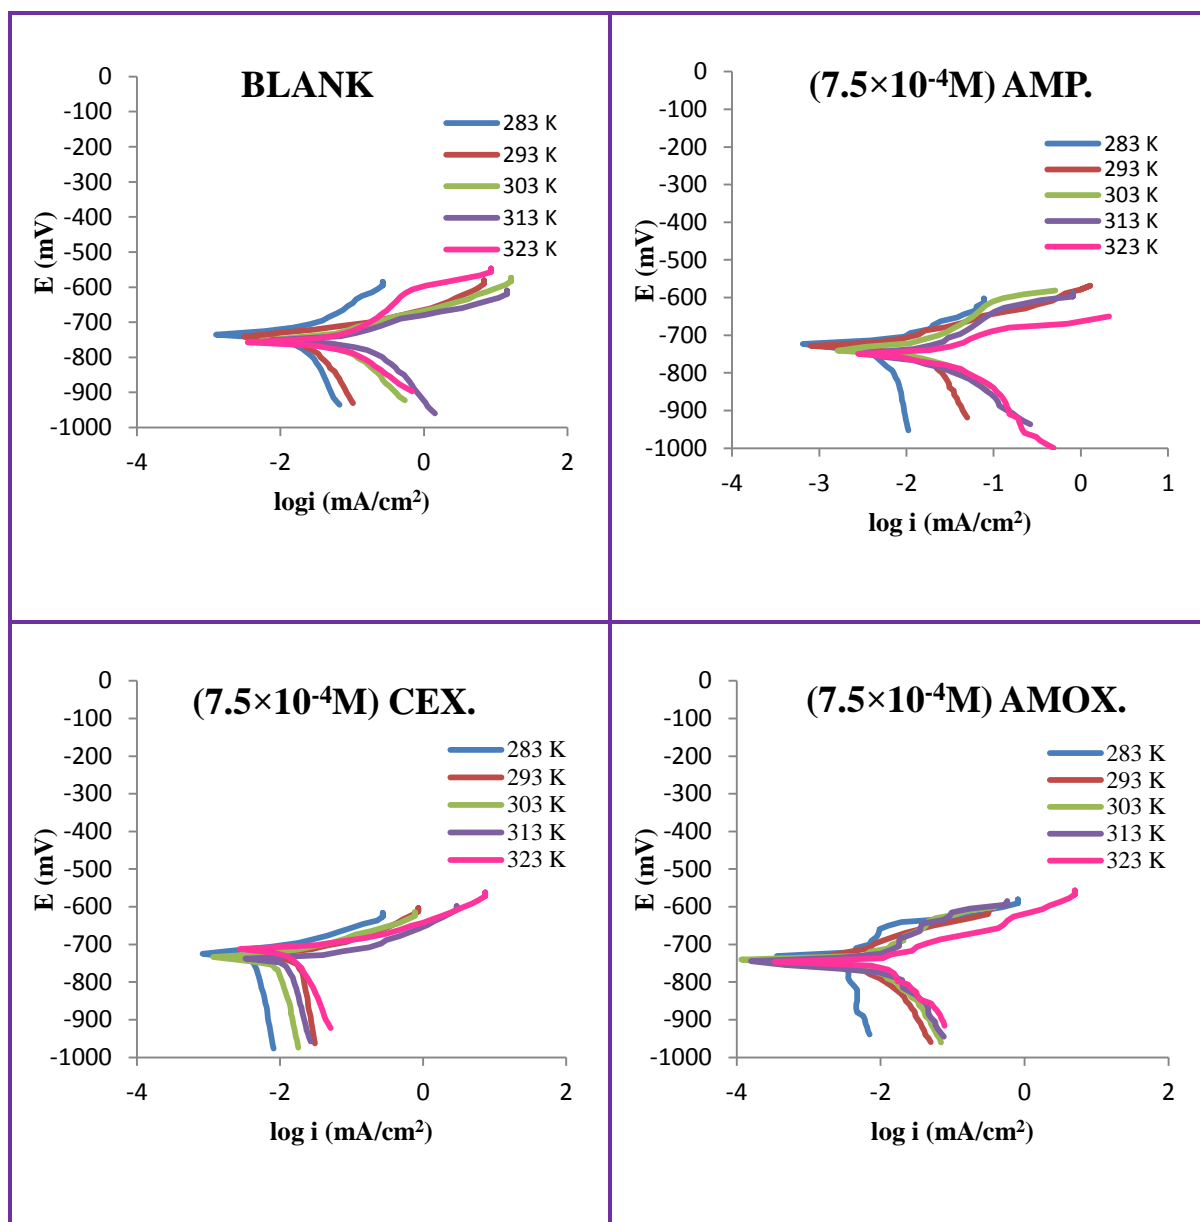 BLANK
0
-100
-200
-300
-400
-500
-600
-700
-800
-900
-1000
E (mV)
283 K
293 K
303 K
313 K
323 K
-4
-2
0
2
logi (mA/cm²)
(7.5×10⁻⁴M) AMP.
0
-100
-200
-300
-400
-500
-600
-700
-800
-900
-1000
E (mV)
283 K
293 K
303 K
313 K
323 K
-4
-3
-2
-1
0
1
log i (mA/cm²)
(7.5×10⁻⁴M) CEX.
0
-100
-200
-300
-400
-500
-600
-700
-800
-900
-1000
E (mV)
283 K
293 K
303 K
313 K
323 K
-4
-2
0
2
log i (mA/cm²)
(7.5×10⁻⁴M) AMOX.
0
-100
-200
-300
-400
-500
-600
-700
-800
-900
-1000
E (mV)
283 K
293 K
303 K
313 K
323 K
-4
-2
0
2
log i (mA/cm²)